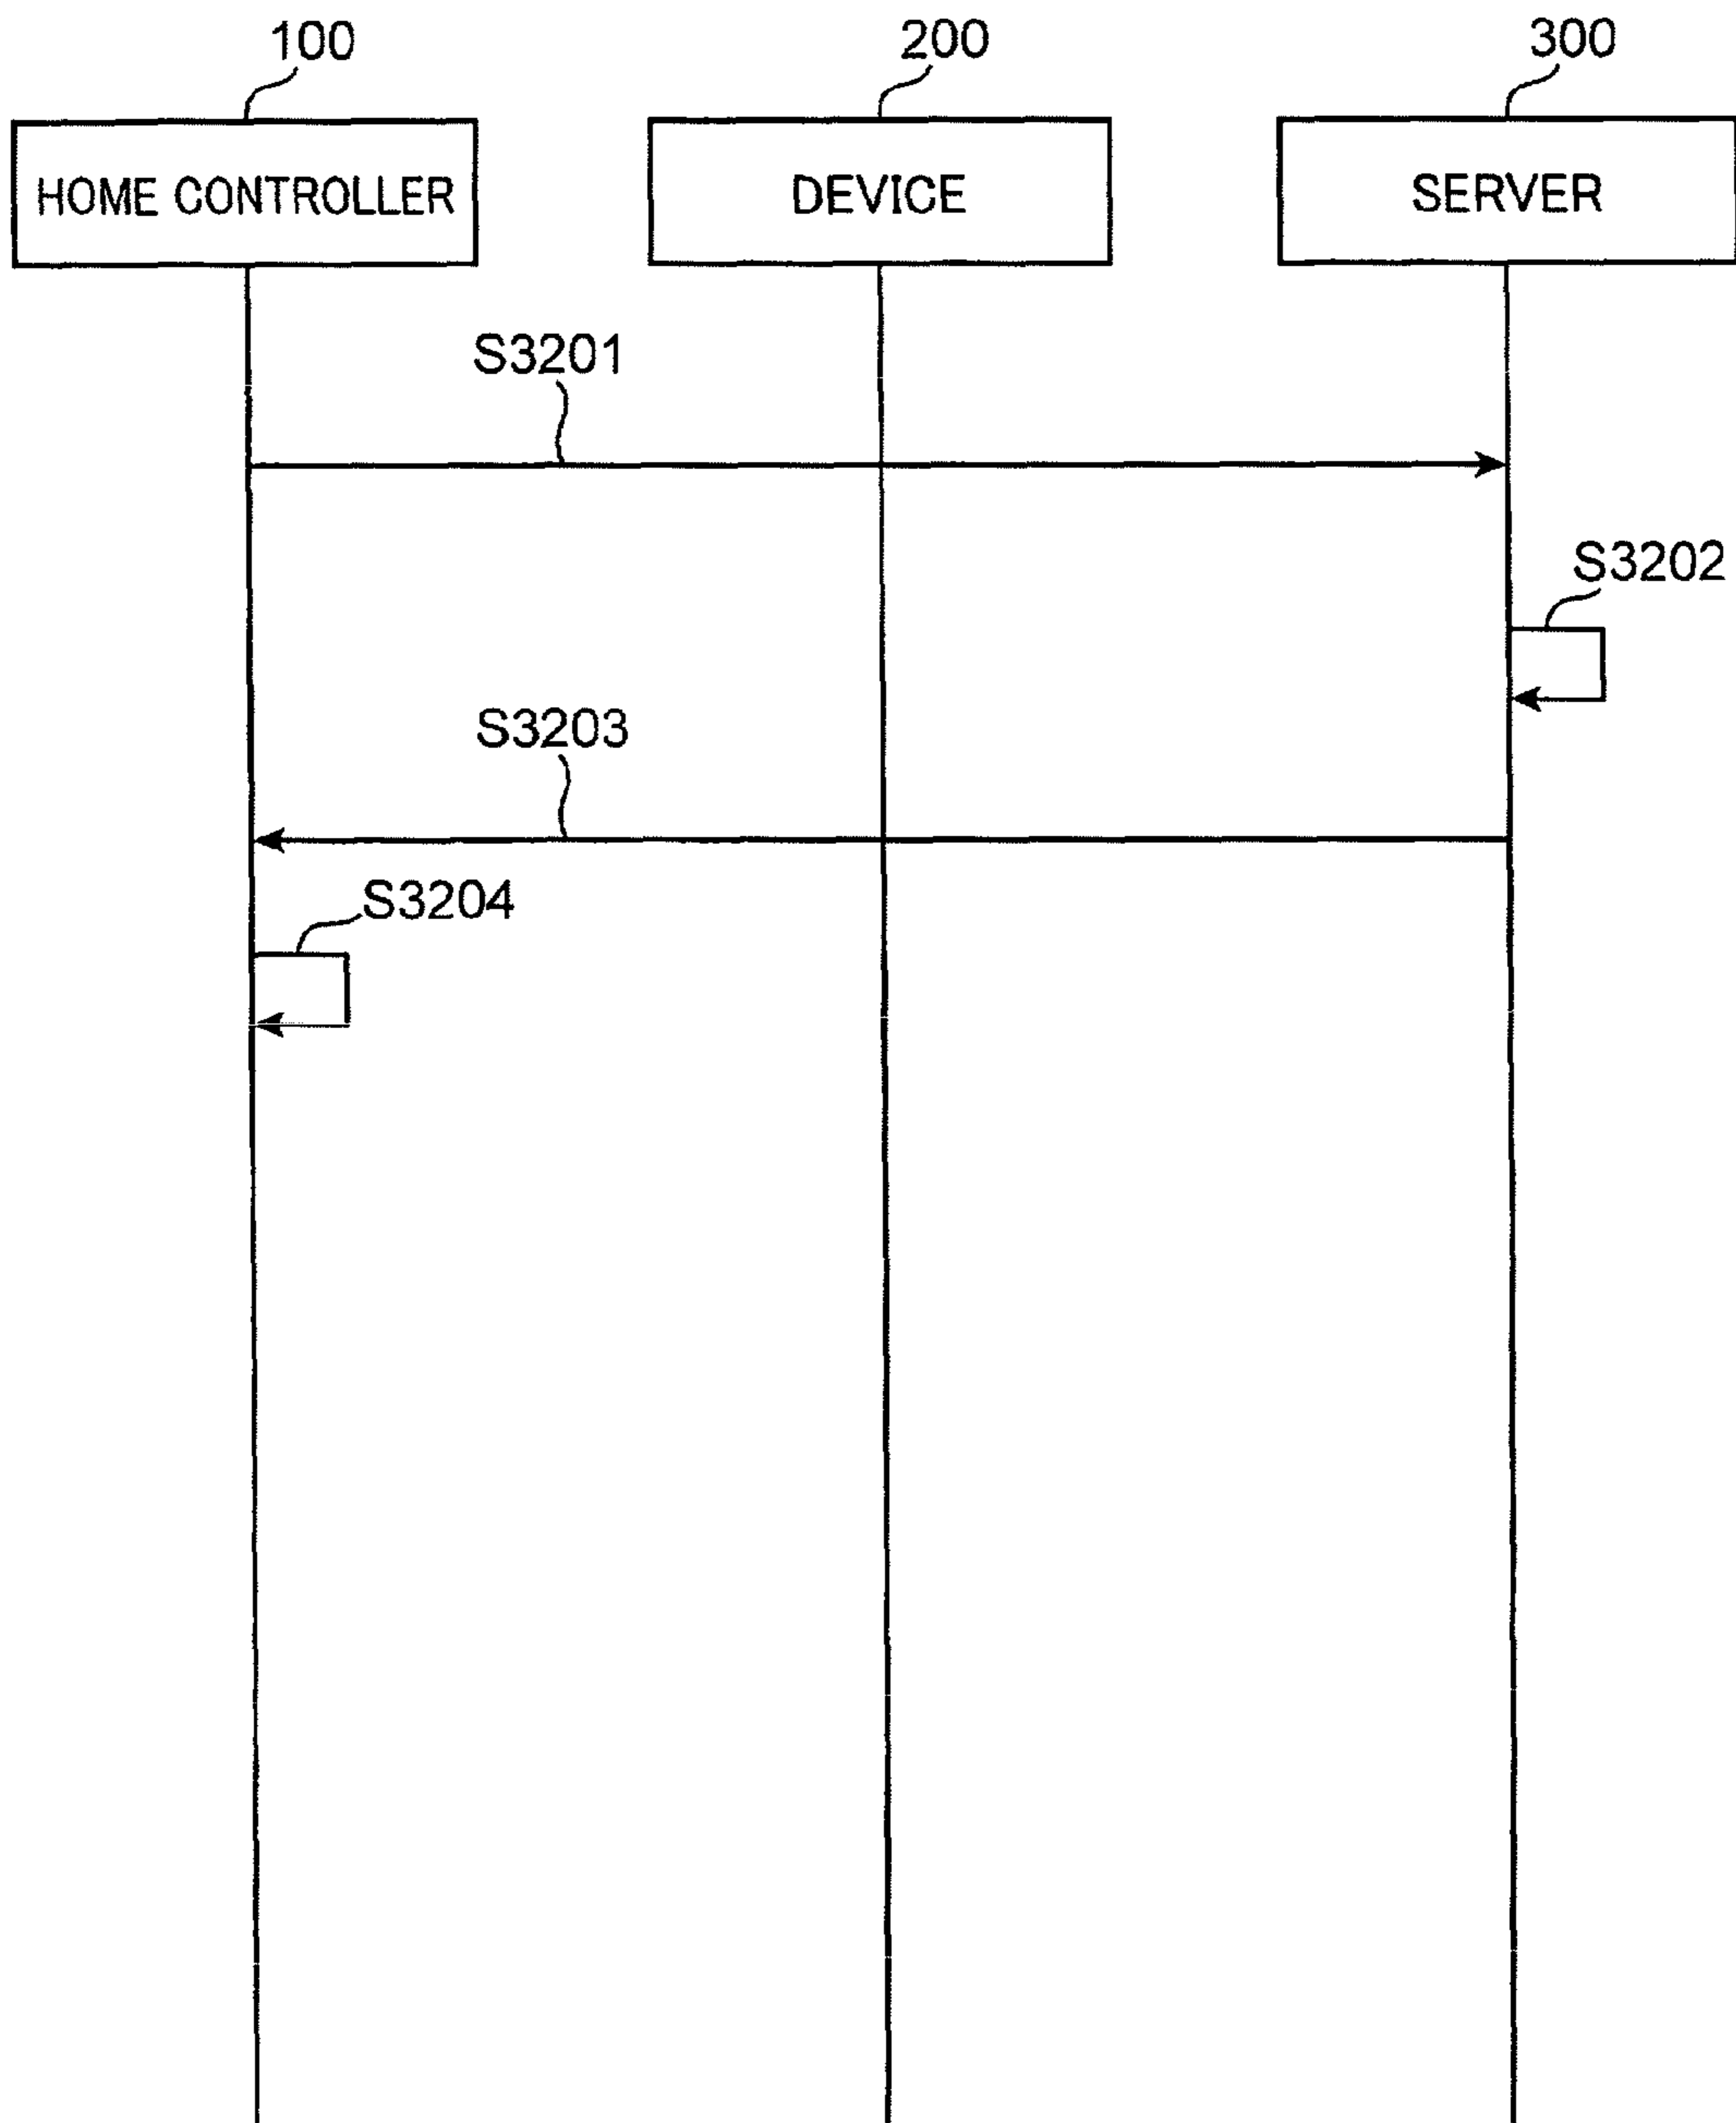 100
200
300
HOME CONTROLLER
DEVICE
SERVER
S3201
S3202
S3203
S3204